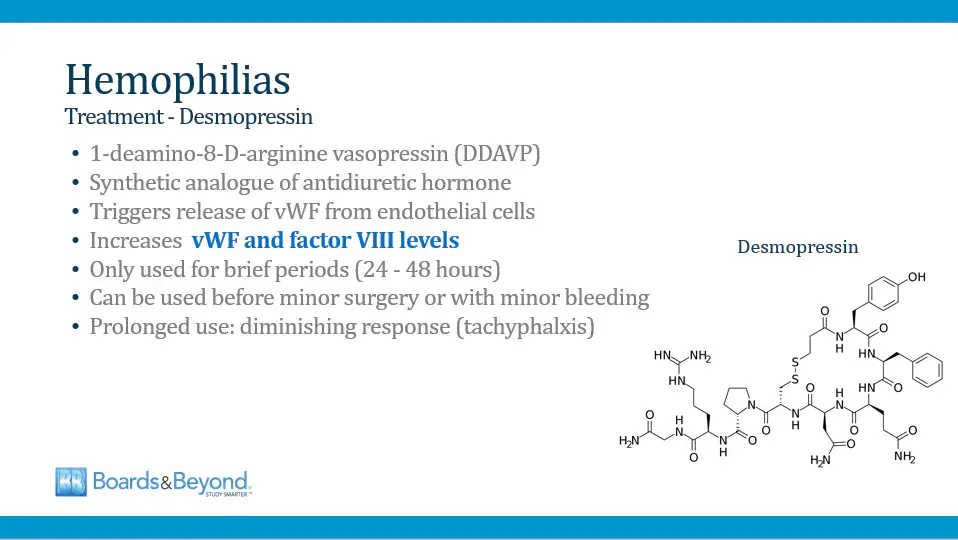 Hemophilias
Treatment - Desmopressin
• 1-deamino-8-D-arginine vasopressin (DDAVP)
• Synthetic analogue of antidiuretic hormone
• Triggers release of vWF from endothelial cells
• Increases vWF and factor VIII levels
• Only used for brief periods (24 - 48 hours)
• Can be used before minor surgery or with minor bleeding
• Prolonged use: diminishing response (tachyphalxis)
Desmopressin
OH
O
O
N
H
HN
S
S
HN
NH2
HN
O
H
N
O
HN
O
O
H
N
N
O
N
H
O
O
O
H2N
O
N
H
O
H2N
NH2
BB Boards&Beyond.
STUDY SMARTER™